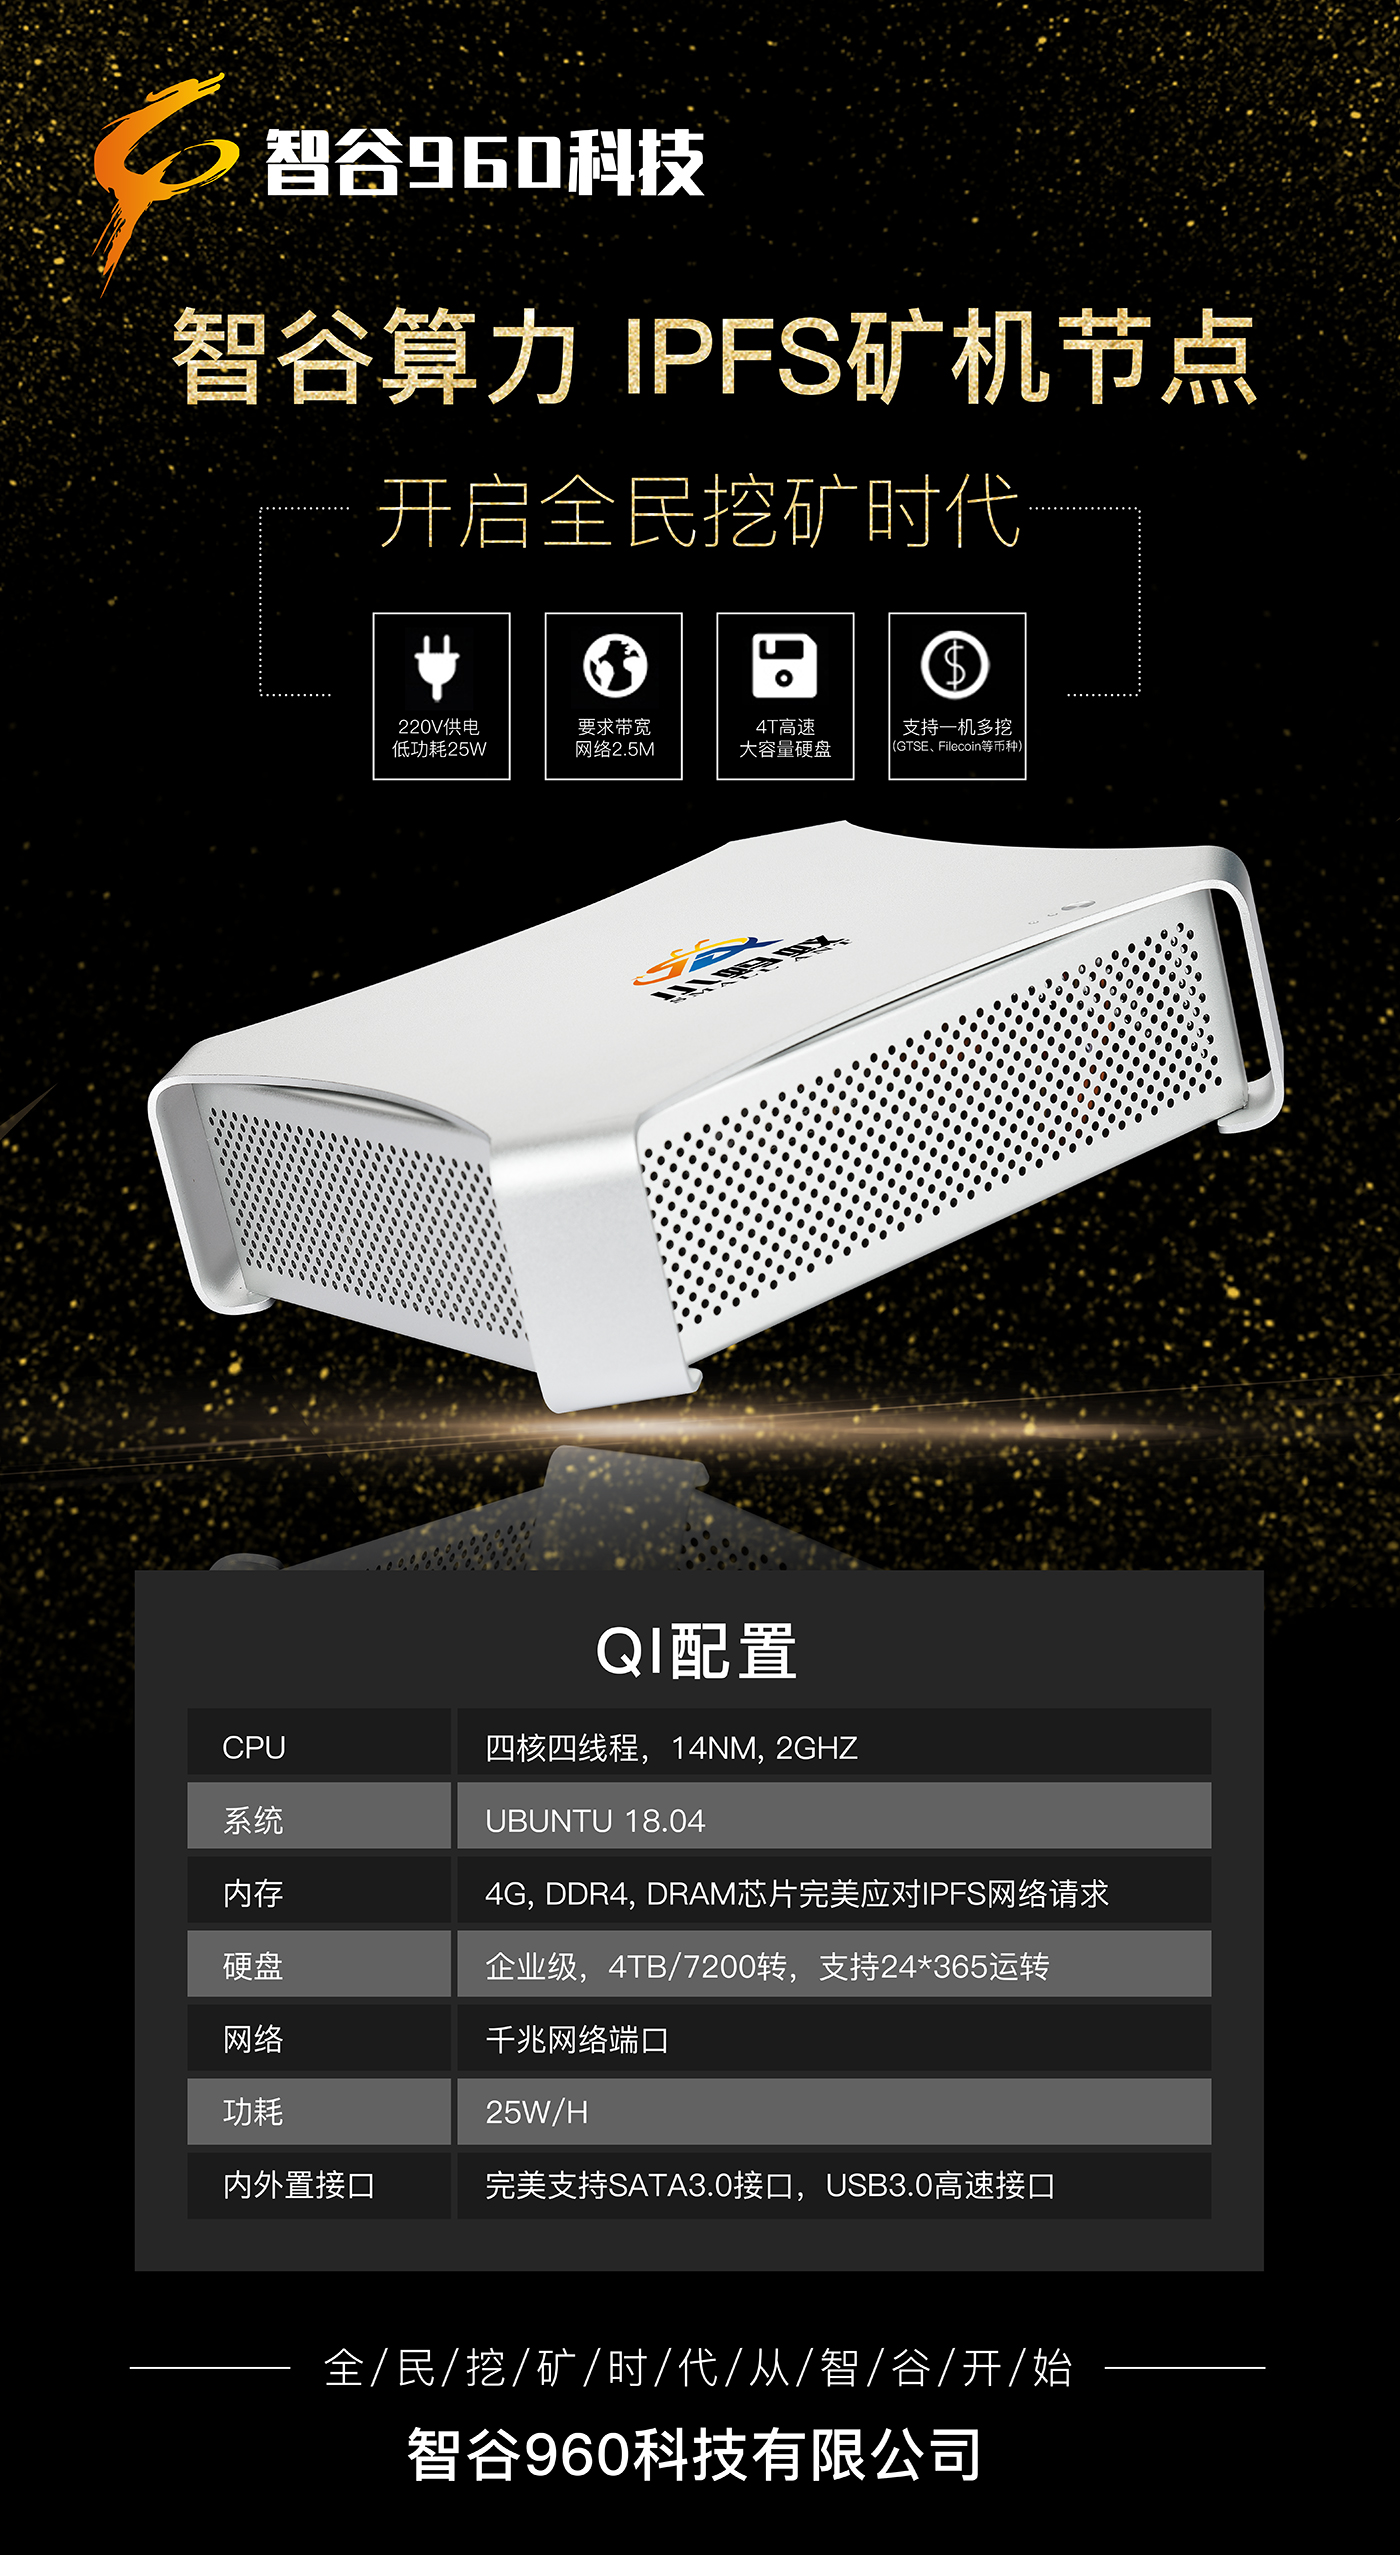 智谷960科技
智谷算力 IPFS矿机节点
开启全民挖矿时代
220V供电
低功耗25W
要求带宽
网络2.5M
4T高速
大容量硬盘
支持一机多挖
(GTSE、Filecoin等币种)
小蚂蚁
SMALL ANT
QI配置
CPU
四核四线程，14NM, 2GHZ
系统
UBUNTU 18.04
内存
4G, DDR4, DRAM芯片完美应对IPFS网络请求
硬盘
企业级，4TB/7200转，支持24*365运转
网络
千兆网络端口
功耗
25W/H
内外置接口
完美支持SATA3.0接口，USB3.0高速接口
全/民/挖/矿/时/代/从/智/谷/开/始
智谷960科技有限公司